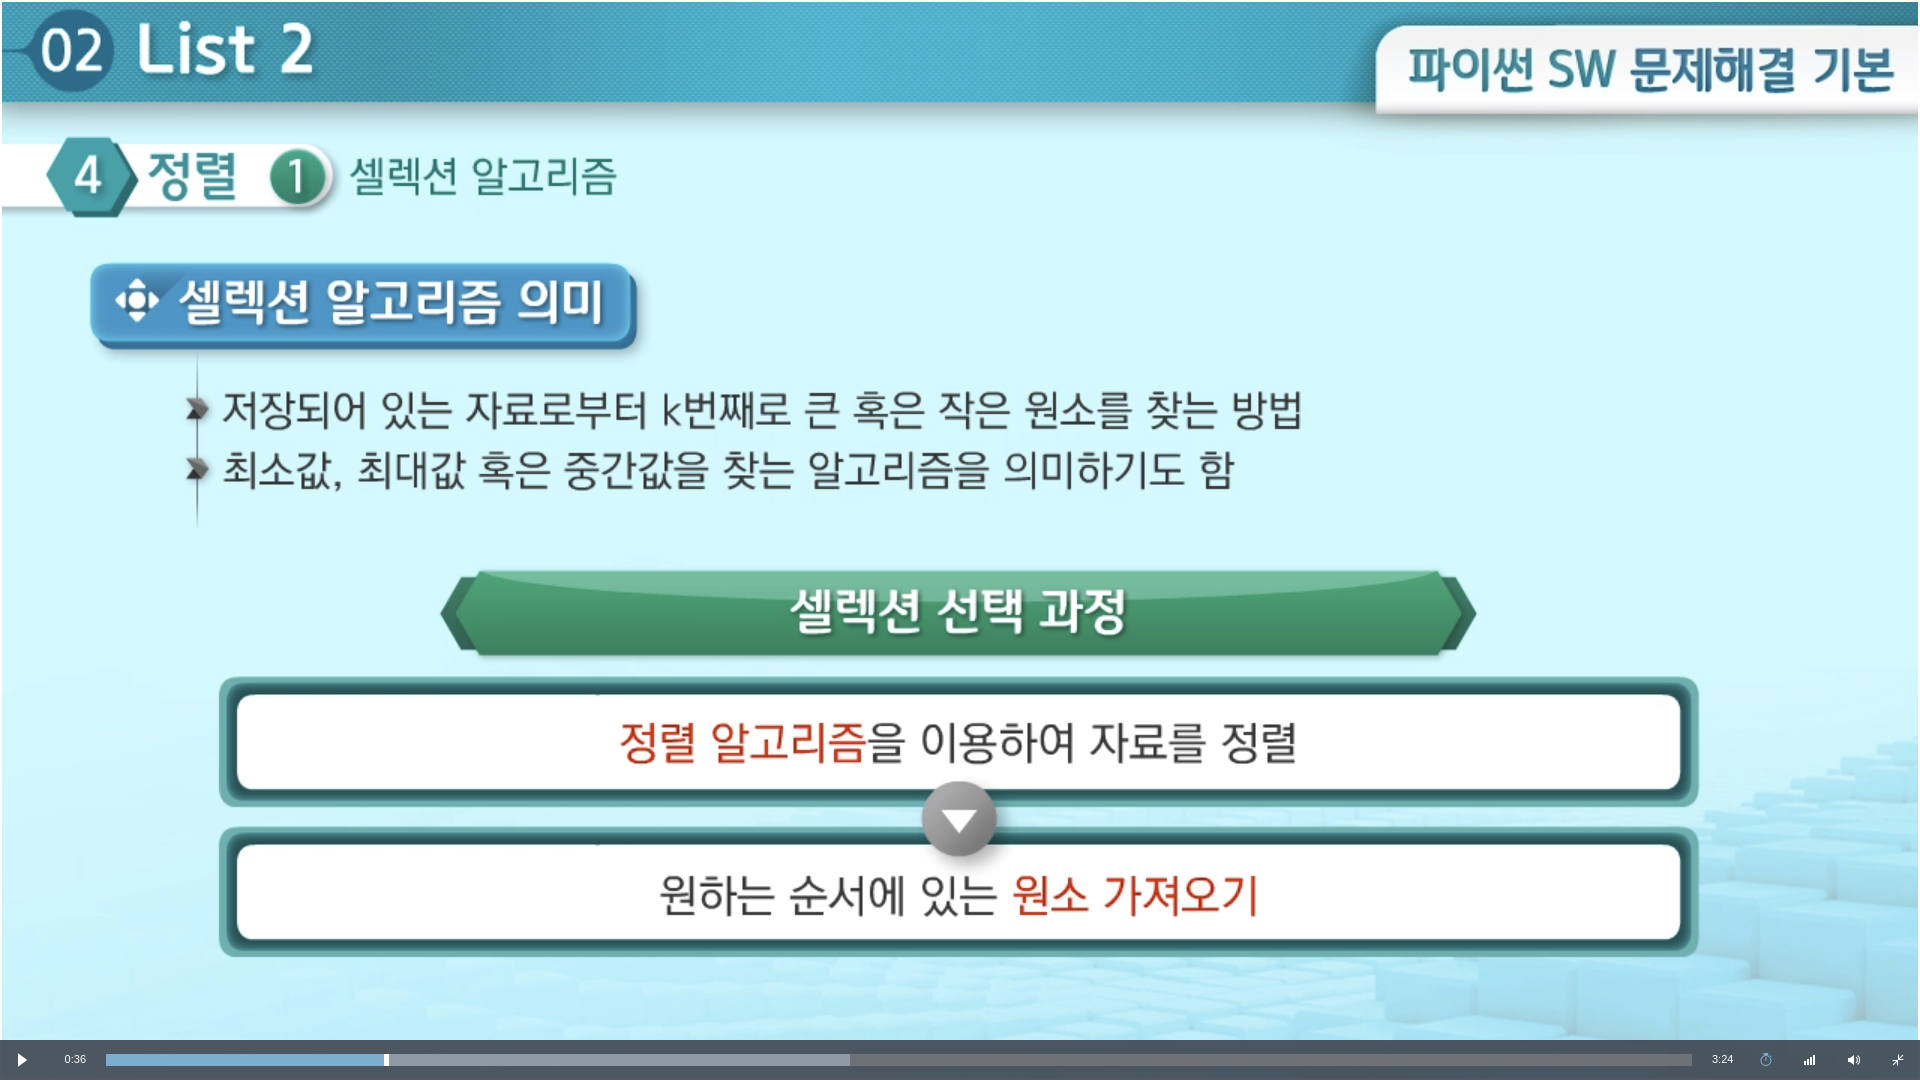 02 List 2
파이썬 SW 문제해결 기본
4 정렬 1 셀렉션 알고리즘
셀렉션 알고리즘 의미
저장되어 있는 자료로부터 k번째로 큰 혹은 작은 원소를 찾는 방법
최소값, 최대값 혹은 중간값을 찾는 알고리즘을 의미하기도 함
셀렉션 선택 과정
정렬 알고리즘을 이용하여 자료를 정렬
원하는 순서에 있는 원소 가져오기
0:36 3:24